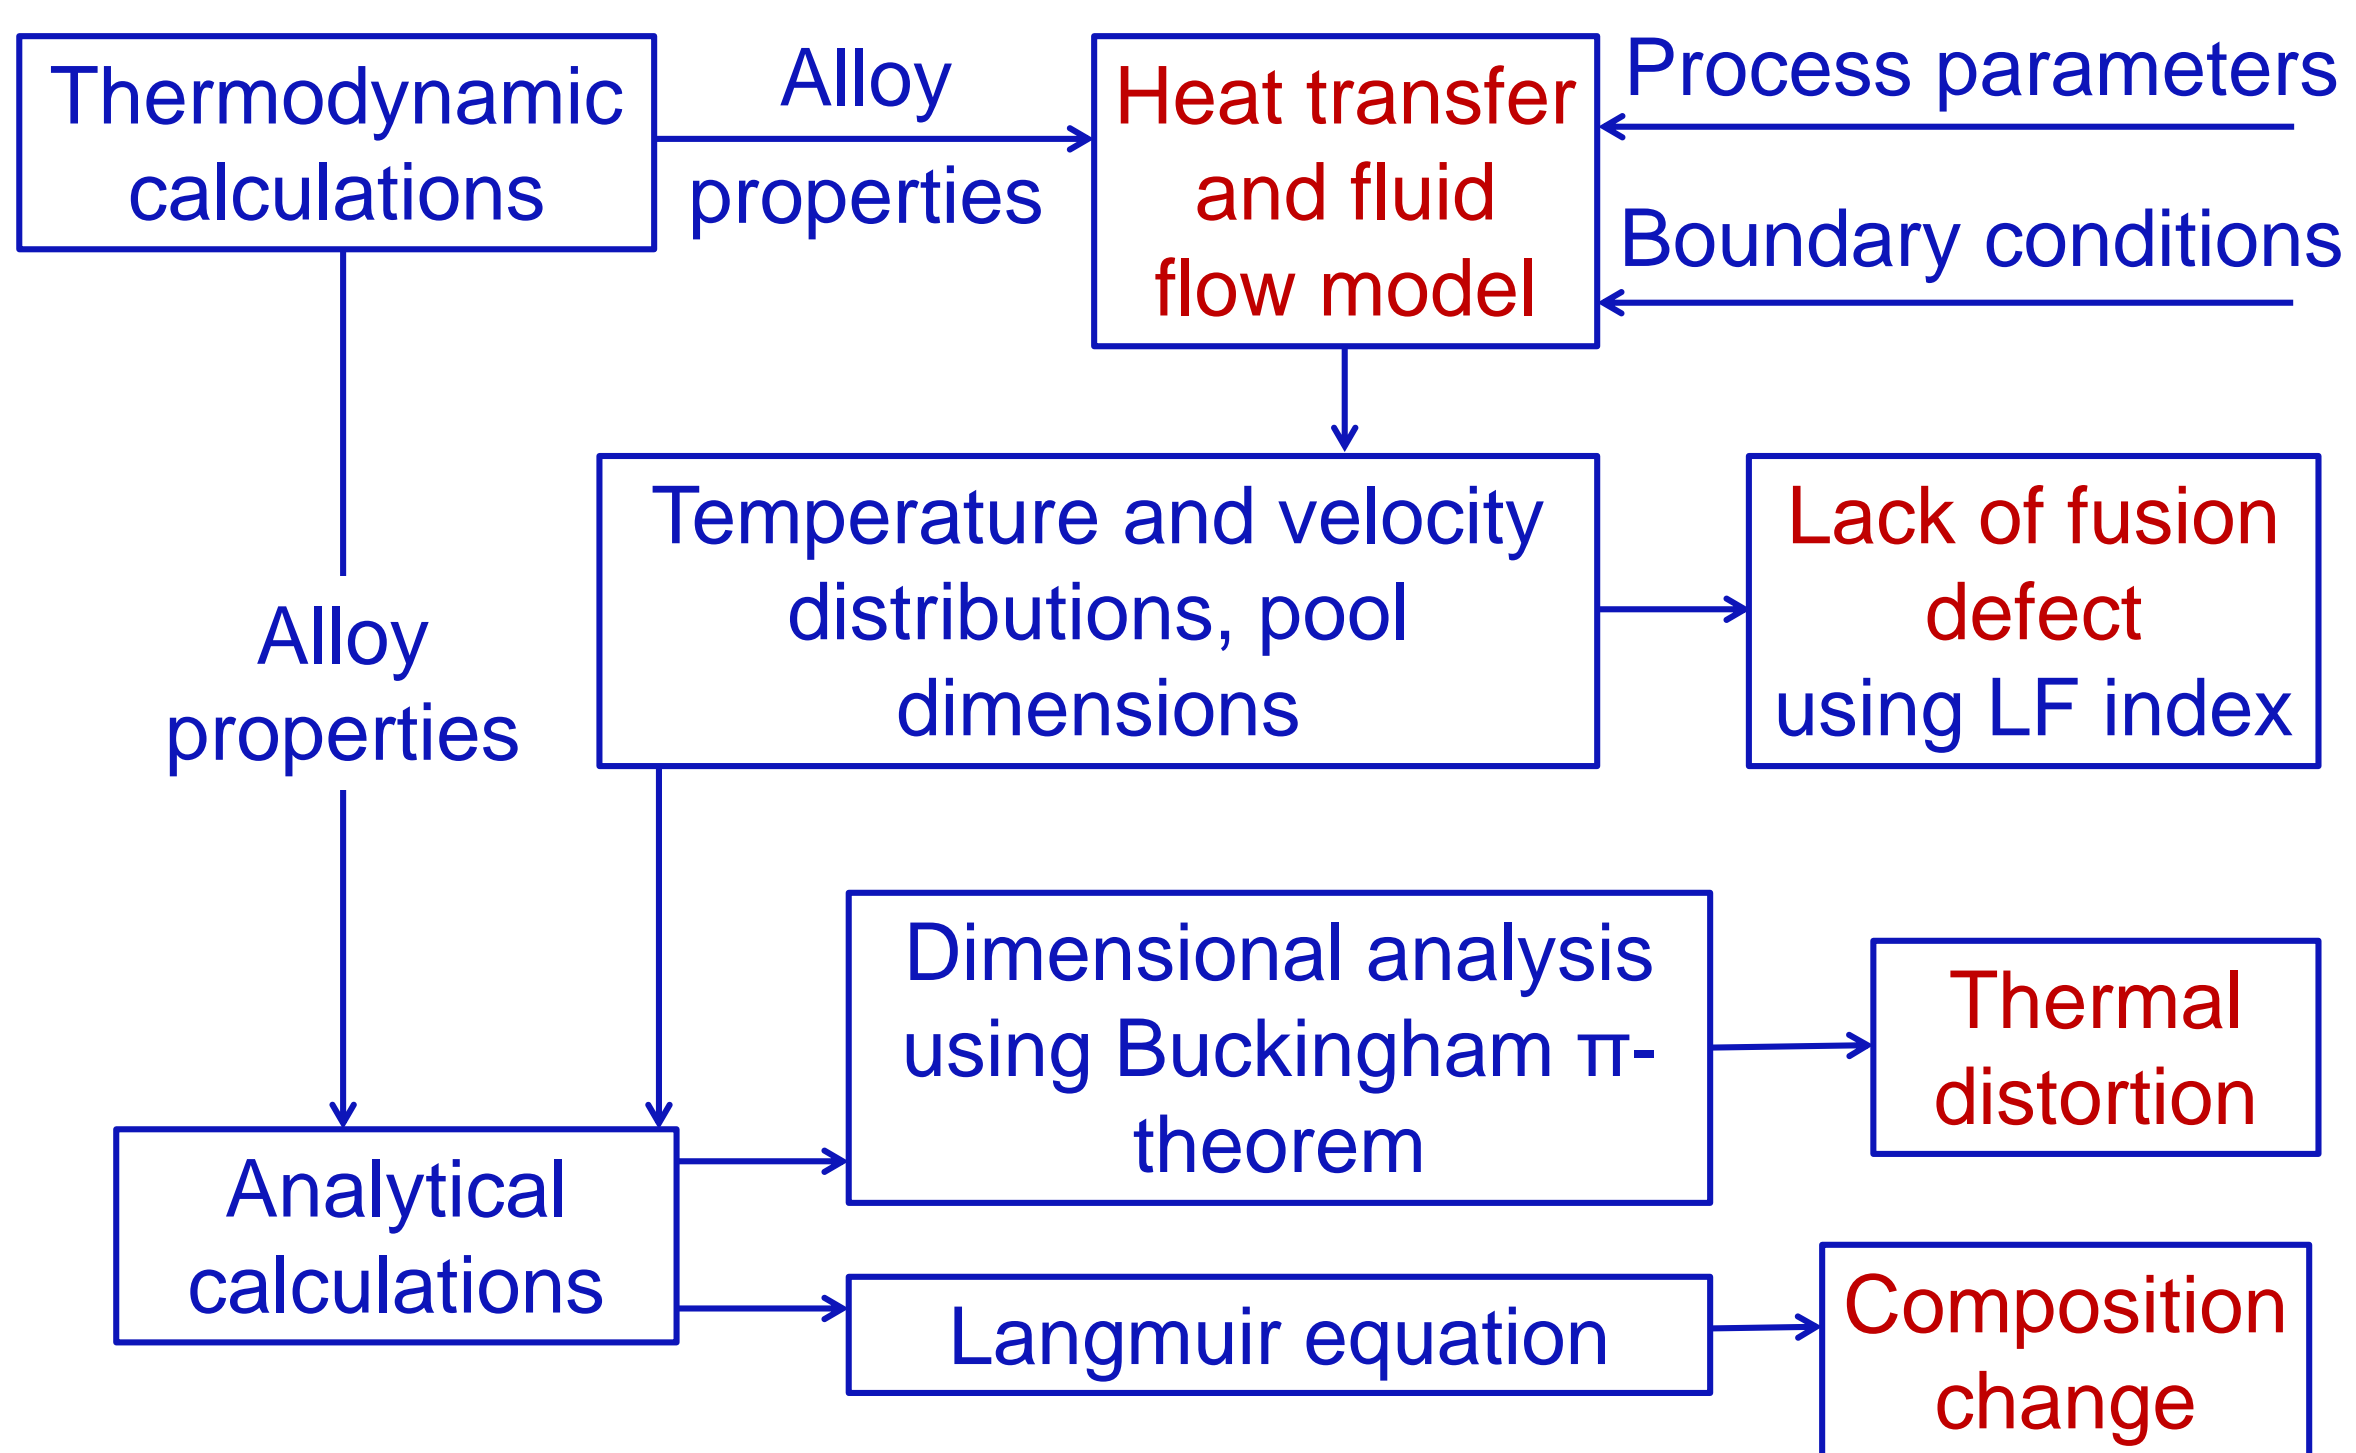 Thermodynamic
calculations
Alloy
properties
Heat transfer
and fluid
flow model
Process parameters
Boundary conditions
Temperature and velocity
distributions, pool
dimensions
Lack of fusion
defect
using LF index
Alloy
properties
Dimensional analysis
using Buckingham π-
theorem
Thermal
distortion
Analytical
calculations
Langmuir equation
Composition
change